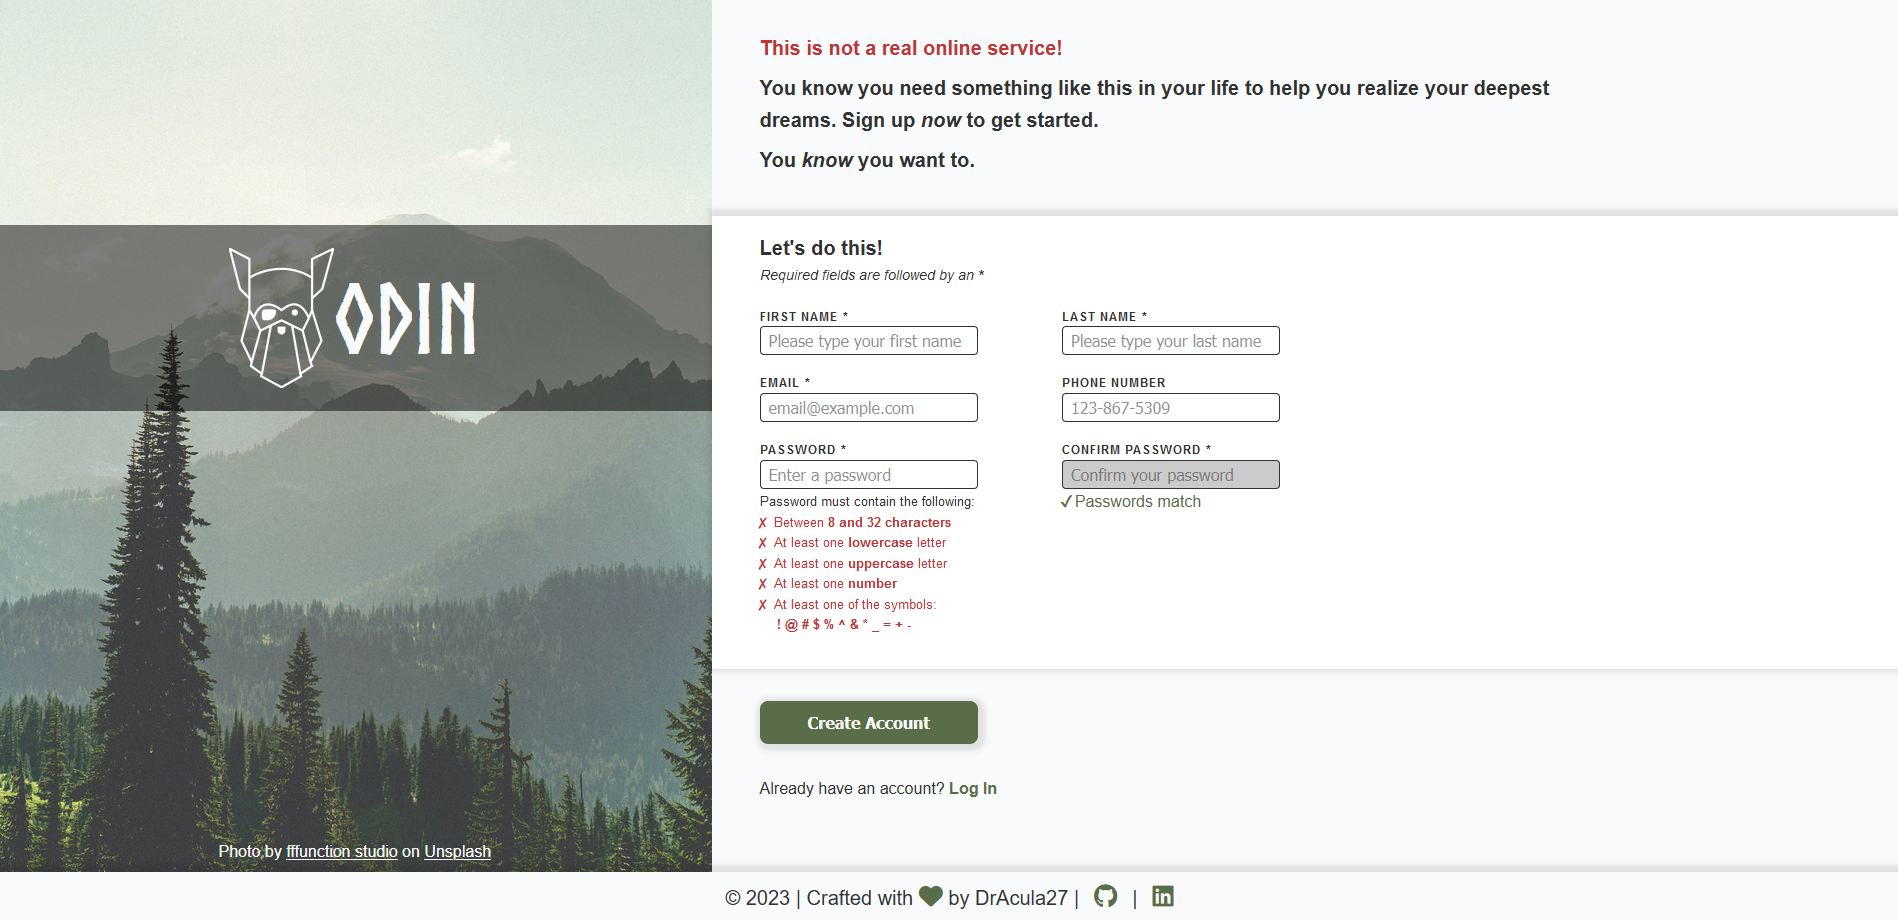 ODIN
Photo by fffunction studio on Unsplash
This is not a real online service!
You know you need something like this in your life to help you realize your deepest
dreams. Sign up now to get started.
You know you want to.
Let's do this!
Required fields are followed by an *
FIRST NAME *
Please type your first name
LAST NAME *
Please type your last name
EMAIL *
email@example.com
PHONE NUMBER
123-867-5309
PASSWORD *
Enter a password
Password must contain the following:
✗ Between 8 and 32 characters
✗ At least one lowercase letter
✗ At least one uppercase letter
✗ At least one number
✗ At least one of the symbols:
! @ # $ % ^ & * _ = + -
CONFIRM PASSWORD *
Confirm your password
✓ Passwords match
Create Account
Already have an account? Log In
© 2023 | Crafted with ♥ by DrAcula27 | |